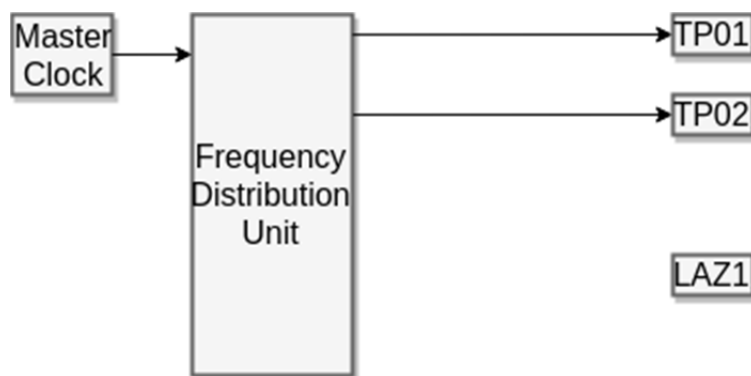 Master
Clock
TP01
TP02
Frequency
Distribution
Unit
LAZ1